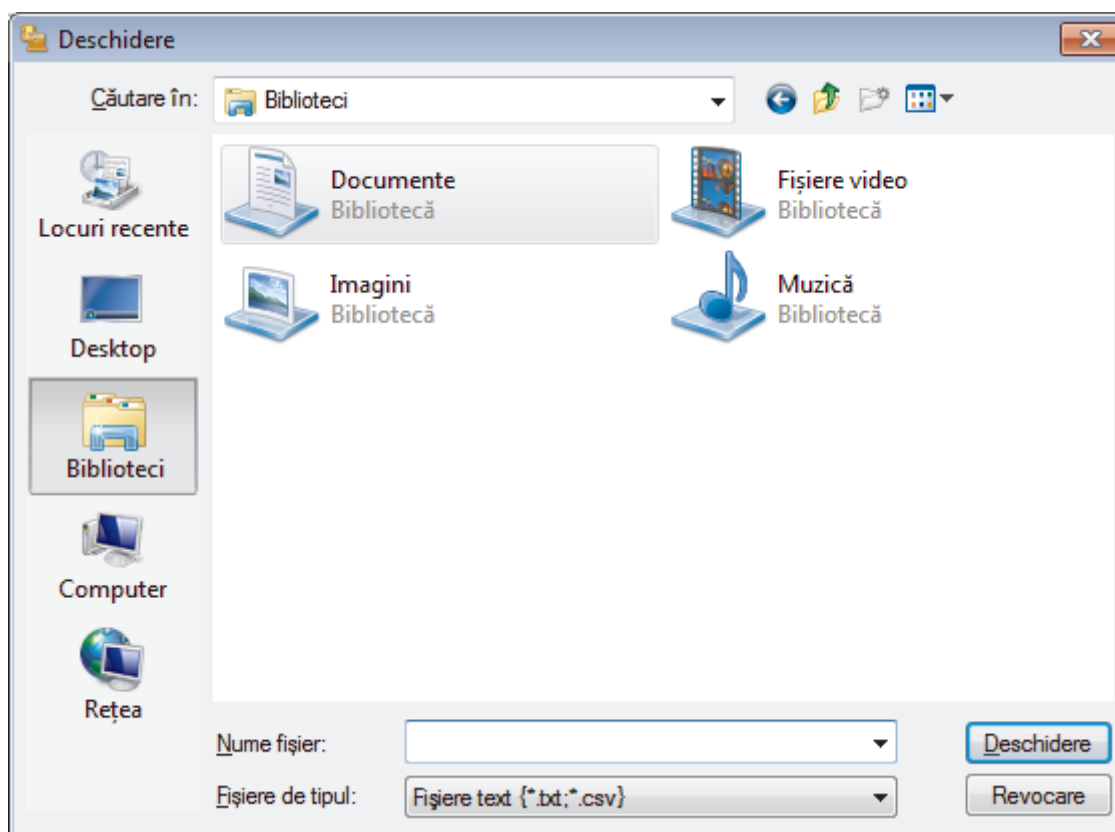 Deschidere
Căutare în: Biblioteci
Locuri recente
Desktop
Biblioteci
Computer
Rețea
Documente
Bibliotecă
Fișiere video
Bibliotecă
Imagini
Bibliotecă
Muzică
Bibliotecă
Nume fișier:
Deschidere
Fișiere de tipul: Fișiere text {*.txt;*.csv}
Revocare